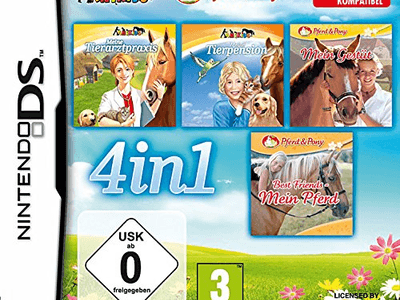 KOMPATIBEL
NINTENDO DS
Meine
Tierarztpraxis
Tierpension
Pferd & Pony
Mein Gestüt
4in1
Pferd & Pony
Best Friends -
Mein Pferd
USK
ab
0
freigegeben
3
LICENSED BY